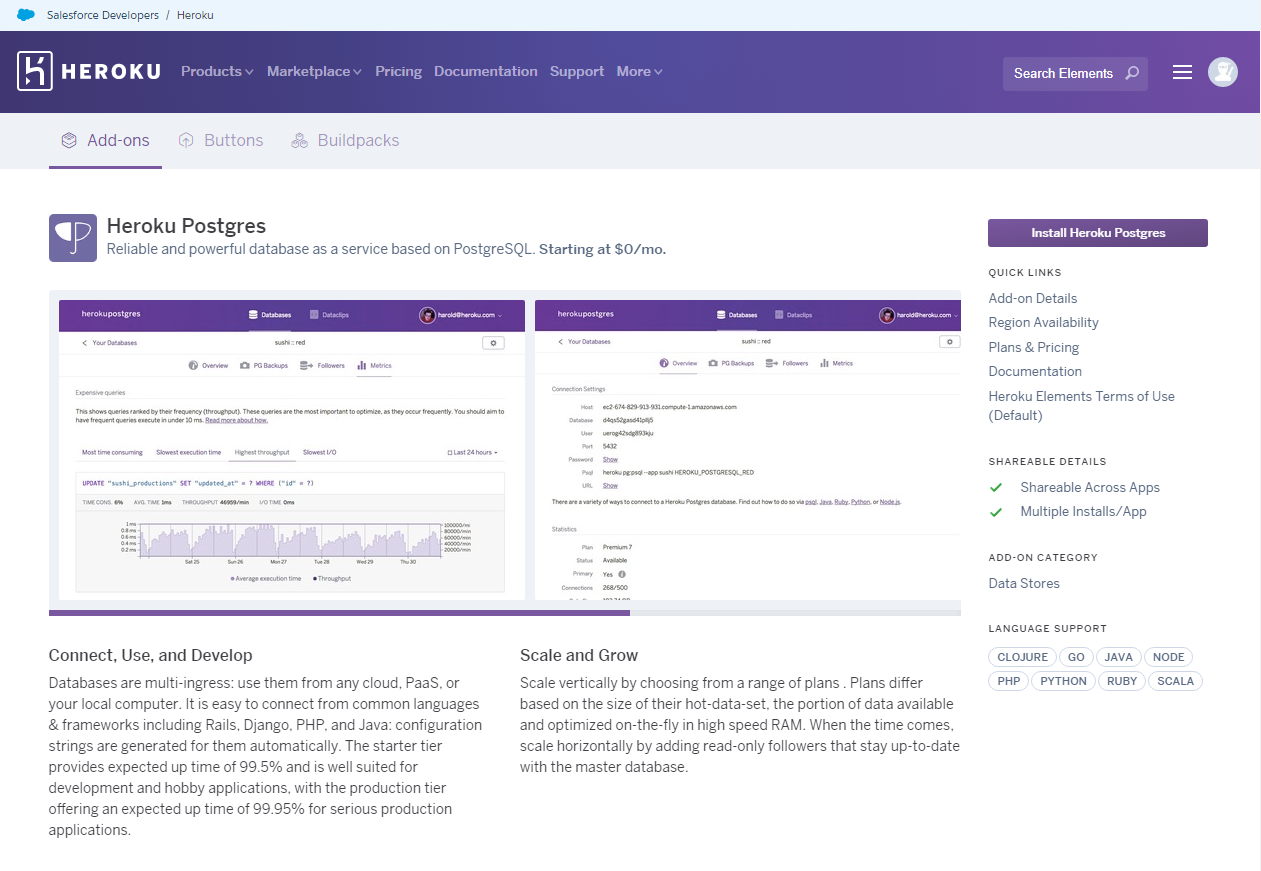 Salesforce Developers / Heroku
HEROKU Products Marketplace Pricing Documentation Support More Search Elements
Add-ons Buttons Buildpacks
Heroku Postgres
Reliable and powerful database as a service based on PostgreSQL. Starting at $0/mo.
herokupostgres Databases Dataclips harold@heroku.com
Your Databases sushi :: red
Overview PG Backups Followers Metrics
Expensive queries
This shows queries ranked by their frequency (throughput). These queries are the most important to optimize, as they occur frequently. You should aim to
have frequent queries execute in under 10 ms. Read more about how.
Most time consuming Slowest execution time Highest throughput Slowest I/O Last 24 hours
UPDATE "sushi_productions" SET "updated_at" = ? WHERE ("id" = ?)
TIME CONS. 6% AVG. TIME 1ms THROUGHPUT 46959/min I/O TIME 0ms
1 ms 100000/mi
0.8 ms 80000/min
0.6 ms 60000/min
0.4 ms 40000/min
0.2 ms 20000/min
Sat 25 Sun 26 Mon 27 Tue 28 Wed 29 Thu 30
Average execution time Throughput
herokupostgres Databases Dataclips harold@heroku.com
Your Databases sushi :: red
Overview PG Backups Followers Metrics
Connection Settings
Host ec2-674-829-913-931.compute-1.amazonaws.com
Database
User uerog42sdg893kju
Port 5432
Password Show
Psql heroku pg:psql --app sushi HEROKU_POSTGRESQL_RED
URL Show
There are a variety of ways to connect to a Heroku Postgres database. Find out how to do so via psql, Java, Ruby, Python, or Node.js.
Statistics
Plan Premium 7
Status Available
Primary Yes
Connections 268/500
Connect, Use, and Develop
Databases are multi-ingress: use them from any cloud, PaaS, or
your local computer. It is easy to connect from common languages
& frameworks including Rails, Django, PHP, and Java: configuration
strings are generated for them automatically. The starter tier
provides expected up time of 99.5% and is well suited for
development and hobby applications, with the production tier
offering an expected up time of 99.95% for serious production
applications.
Scale and Grow
Scale vertically by choosing from a range of plans . Plans differ
based on the size of their hot-data-set, the portion of data available
and optimized on-the-fly in high speed RAM. When the time comes,
scale horizontally by adding read-only followers that stay up-to-date
with the master database.
Install Heroku Postgres
QUICK LINKS
Add-on Details
Region Availability
Plans & Pricing
Documentation
Heroku Elements Terms of Use
(Default)
SHAREABLE DETAILS
Shareable Across Apps
Multiple Installs/App
ADD-ON CATEGORY
Data Stores
LANGUAGE SUPPORT
CLOJURE GO JAVA NODE
PHP PYTHON RUBY SCALA